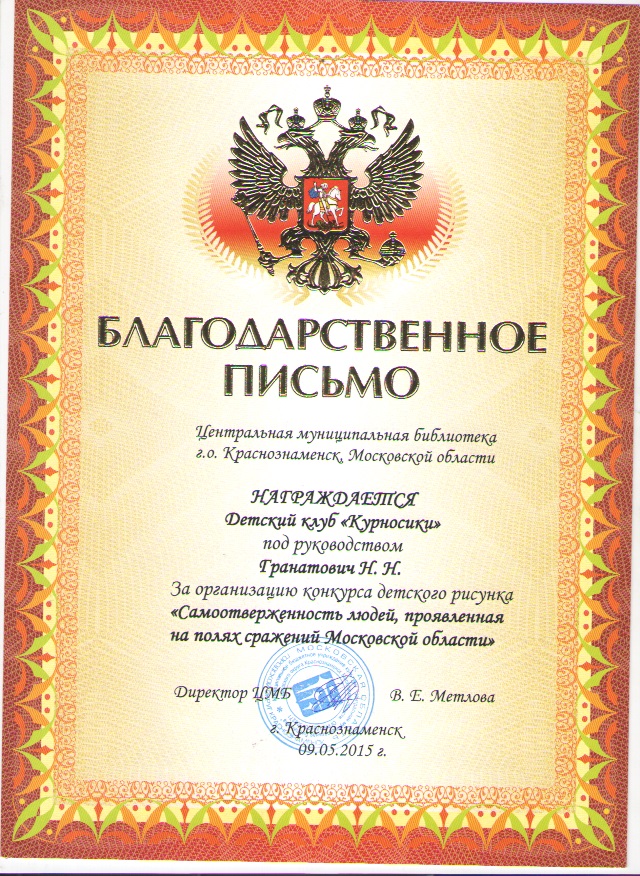 БЛАГОДАРСТВЕННОЕ
ПИСЬМО
Центральная муниципальная библиотека
г.о. Краснознаменск, Московской области
НАГРАЖДАЕТСЯ
Детский клуб «Курносики»
под руководством
Гранатович Н. Н.
За организацию конкурса детского рисунка
«Самоотверженность людей, проявленная
на полях сражений Московской области»
Директор ЦМБ В. Е. Метлова
г. Краснознаменск
09.05.2015 г.